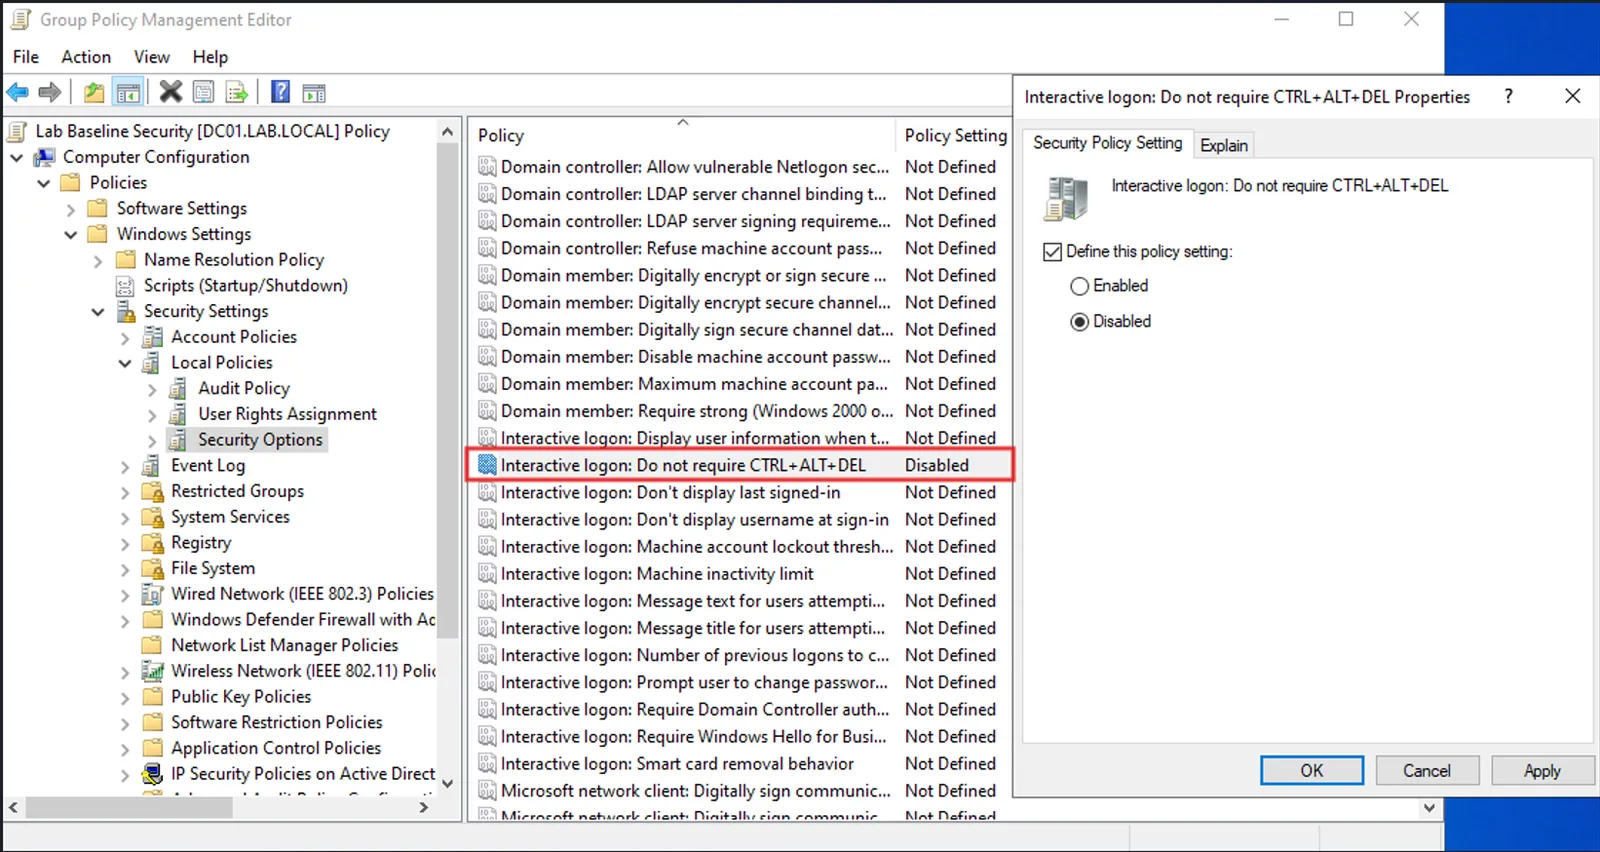 Group Policy Management Editor
File Action View Help
Lab Baseline Security [DC01.LAB.LOCAL] Policy
Computer Configuration
Policies
Software Settings
Windows Settings
Name Resolution Policy
Scripts (Startup/Shutdown)
Security Settings
Account Policies
Local Policies
Audit Policy
User Rights Assignment
Security Options
Event Log
Restricted Groups
System Services
Registry
File System
Wired Network (IEEE 802.3) Policies
Windows Defender Firewall with Ac
Network List Manager Policies
Wireless Network (IEEE 802.11) Polic
Public Key Policies
Software Restriction Policies
Application Control Policies
IP Security Policies on Active Direct
Policy Policy Setting
Domain controller: Allow vulnerable Netlogon sec... Not Defined
Domain controller: LDAP server channel binding t... Not Defined
Domain controller: LDAP server signing requireme... Not Defined
Domain controller: Refuse machine account pass... Not Defined
Domain member: Digitally encrypt or sign secure ... Not Defined
Domain member: Digitally encrypt secure channel... Not Defined
Domain member: Digitally sign secure channel dat... Not Defined
Domain member: Disable machine account passw... Not Defined
Domain member: Maximum machine account pa... Not Defined
Domain member: Require strong (Windows 2000 o... Not Defined
Interactive logon: Display user information when t... Not Defined
Interactive logon: Do not require CTRL+ALT+DEL Disabled
Interactive logon: Don't display last signed-in Not Defined
Interactive logon: Don't display username at sign-in Not Defined
Interactive logon: Machine account lockout thresh... Not Defined
Interactive logon: Machine inactivity limit Not Defined
Interactive logon: Message text for users attempti... Not Defined
Interactive logon: Message title for users attempti... Not Defined
Interactive logon: Number of previous logons to c... Not Defined
Interactive logon: Prompt user to change passwor... Not Defined
Interactive logon: Require Domain Controller auth... Not Defined
Interactive logon: Require Windows Hello for Busi... Not Defined
Interactive logon: Smart card removal behavior Not Defined
Microsoft network client: Digitally sign communic... Not Defined
Microsoft network client: Digitally sign communic... Not Defined
Interactive logon: Do not require CTRL+ALT+DEL Properties ?
Security Policy Setting Explain
Interactive logon: Do not require CTRL+ALT+DEL
Define this policy setting:
Enabled
Disabled
OK Cancel Apply